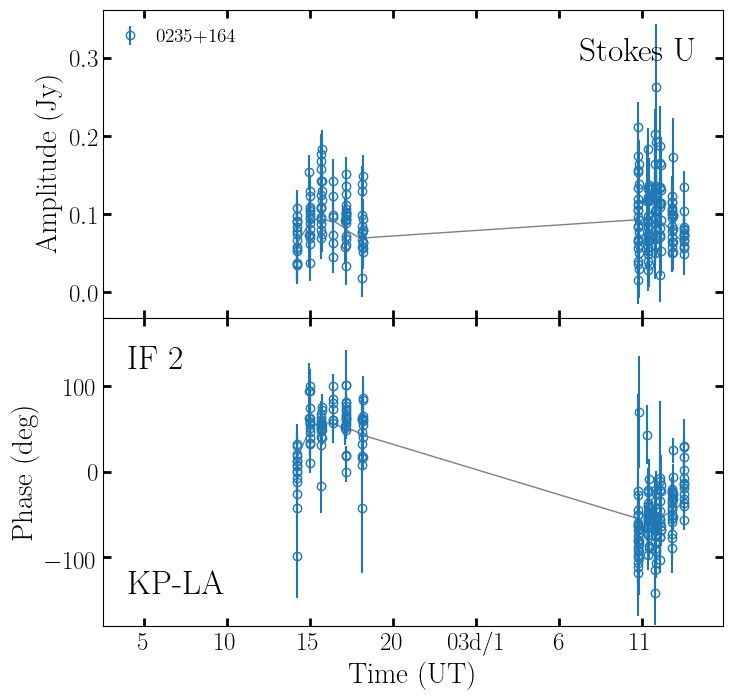 0235+164
Stokes U
Amplitude (Jy)
0.3
0.2
0.1
0.0
IF 2
Phase (deg)
100
0
−100
KP-LA
5 10 15 20 03d/1 6 11
Time (UT)